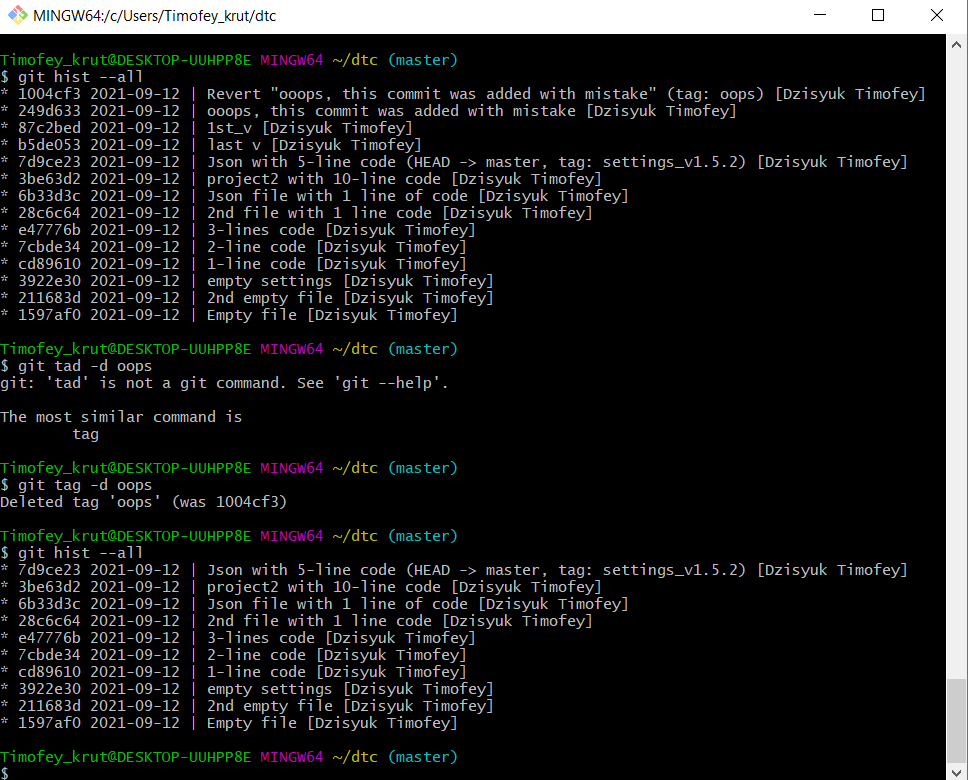 MINGW64:/c/Users/Timofey_krut/dtc
Timofey_krut@DESKTOP-UUHPP8E MINGW64 ~/dtc (master)
$ git hist --all
* 1004cf3 2021-09-12 | Revert "ooops, this commit was added with mistake" (tag: oops) [Dzisyuk Timofey]
* 249d633 2021-09-12 | ooops, this commit was added with mistake [Dzisyuk Timofey]
* 87c2bed 2021-09-12 | 1st_v [Dzisyuk Timofey]
* b5de053 2021-09-12 | last v [Dzisyuk Timofey]
* 7d9ce23 2021-09-12 | Json with 5-line code (HEAD -> master, tag: settings_v1.5.2) [Dzisyuk Timofey]
* 3be63d2 2021-09-12 | project2 with 10-line code [Dzisyuk Timofey]
* 6b33d3c 2021-09-12 | Json file with 1 line of code [Dzisyuk Timofey]
* 28c6c64 2021-09-12 | 2nd file with 1 line code [Dzisyuk Timofey]
* e47776b 2021-09-12 | 3-lines code [Dzisyuk Timofey]
* 7cbde34 2021-09-12 | 2-line code [Dzisyuk Timofey]
* cd89610 2021-09-12 | 1-line code [Dzisyuk Timofey]
* 3922e30 2021-09-12 | empty settings [Dzisyuk Timofey]
* 211683d 2021-09-12 | 2nd empty file [Dzisyuk Timofey]
* 1597af0 2021-09-12 | Empty file [Dzisyuk Timofey]
Timofey_krut@DESKTOP-UUHPP8E MINGW64 ~/dtc (master)
$ git tad -d oops
git: 'tad' is not a git command. See 'git --help'.
The most similar command is
tag
Timofey_krut@DESKTOP-UUHPP8E MINGW64 ~/dtc (master)
$ git tag -d oops
Deleted tag 'oops' (was 1004cf3)
Timofey_krut@DESKTOP-UUHPP8E MINGW64 ~/dtc (master)
$ git hist --all
* 7d9ce23 2021-09-12 | Json with 5-line code (HEAD -> master, tag: settings_v1.5.2) [Dzisyuk Timofey]
* 3be63d2 2021-09-12 | project2 with 10-line code [Dzisyuk Timofey]
* 6b33d3c 2021-09-12 | Json file with 1 line of code [Dzisyuk Timofey]
* 28c6c64 2021-09-12 | 2nd file with 1 line code [Dzisyuk Timofey]
* e47776b 2021-09-12 | 3-lines code [Dzisyuk Timofey]
* 7cbde34 2021-09-12 | 2-line code [Dzisyuk Timofey]
* cd89610 2021-09-12 | 1-line code [Dzisyuk Timofey]
* 3922e30 2021-09-12 | empty settings [Dzisyuk Timofey]
* 211683d 2021-09-12 | 2nd empty file [Dzisyuk Timofey]
* 1597af0 2021-09-12 | Empty file [Dzisyuk Timofey]
Timofey_krut@DESKTOP-UUHPP8E MINGW64 ~/dtc (master)
$